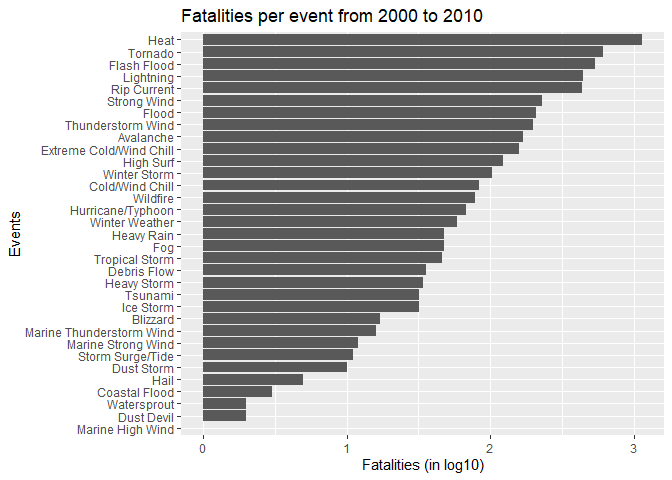 Fatalities per event from 2000 to 2010
Heat
Tornado
Flash Flood
Lightning
Rip Current
Strong Wind
Flood
Thunderstorm Wind
Avalanche
Extreme Cold/Wind Chill
High Surf
Winter Storm
Cold/Wind Chill
Wildfire
Hurricane/Typhoon
Winter Weather
Heavy Rain
Fog
Tropical Storm
Debris Flow
Heavy Storm
Tsunami
Ice Storm
Blizzard
Marine Thunderstorm Wind
Marine Strong Wind
Storm Surge/Tide
Dust Storm
Hail
Coastal Flood
Watersprout
Dust Devil
Marine High Wind
Events
0 1 2 3
Fatalities (in log10)